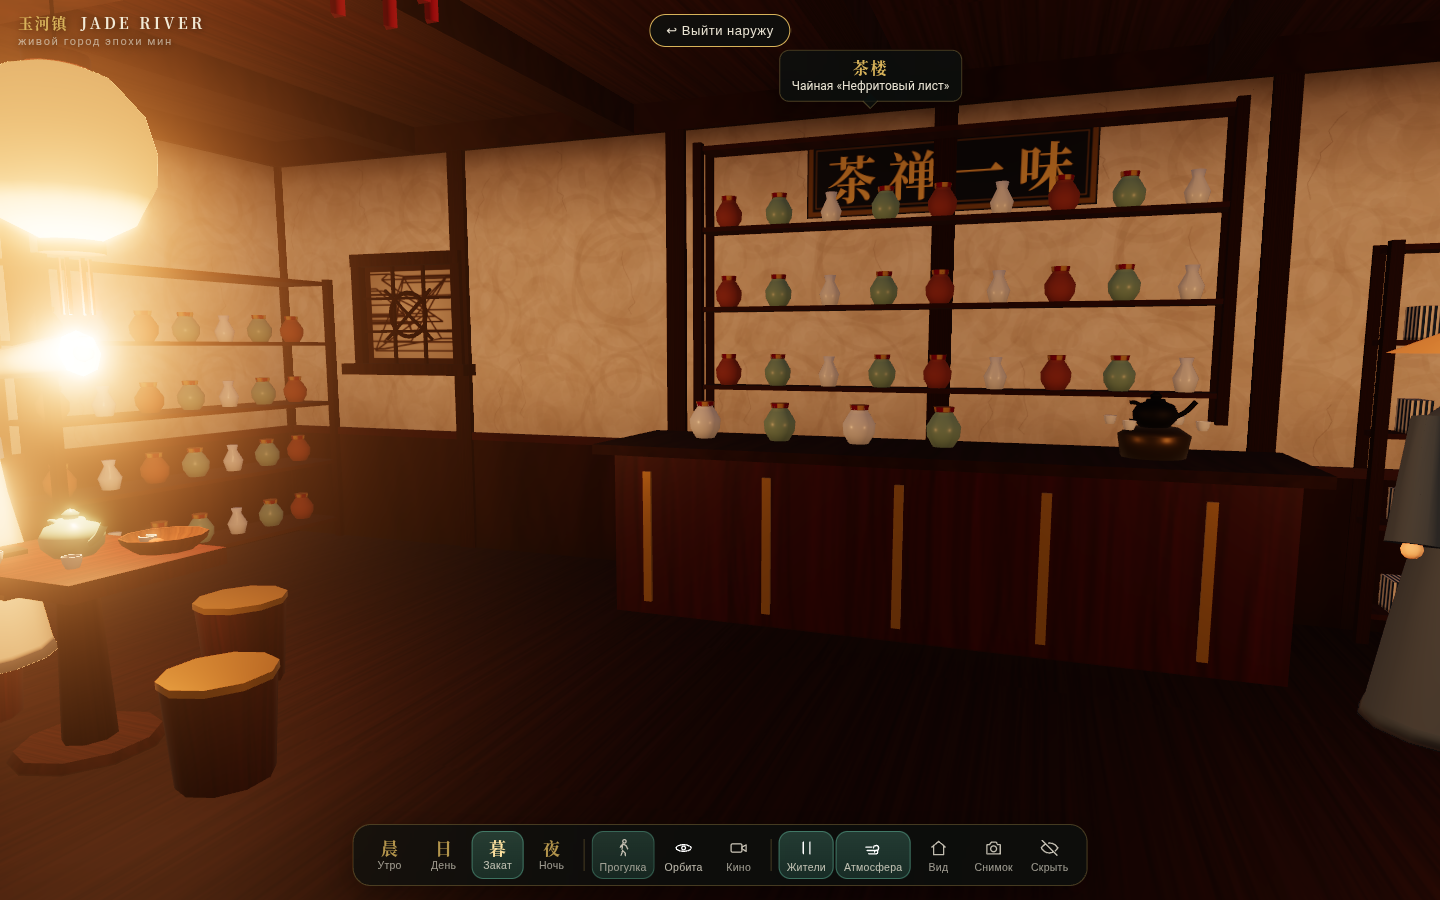 玉河镇 JADE RIVER
живой город эпохи мин
↩ Выйти наружу
茶楼
Чайная «Нефритовый лист»
茶禅一味
晨 日 暮 夜
Утро День Закат Ночь Прогулка Орбита Кино Жители Атмосфера Вид Снимок Скрыть